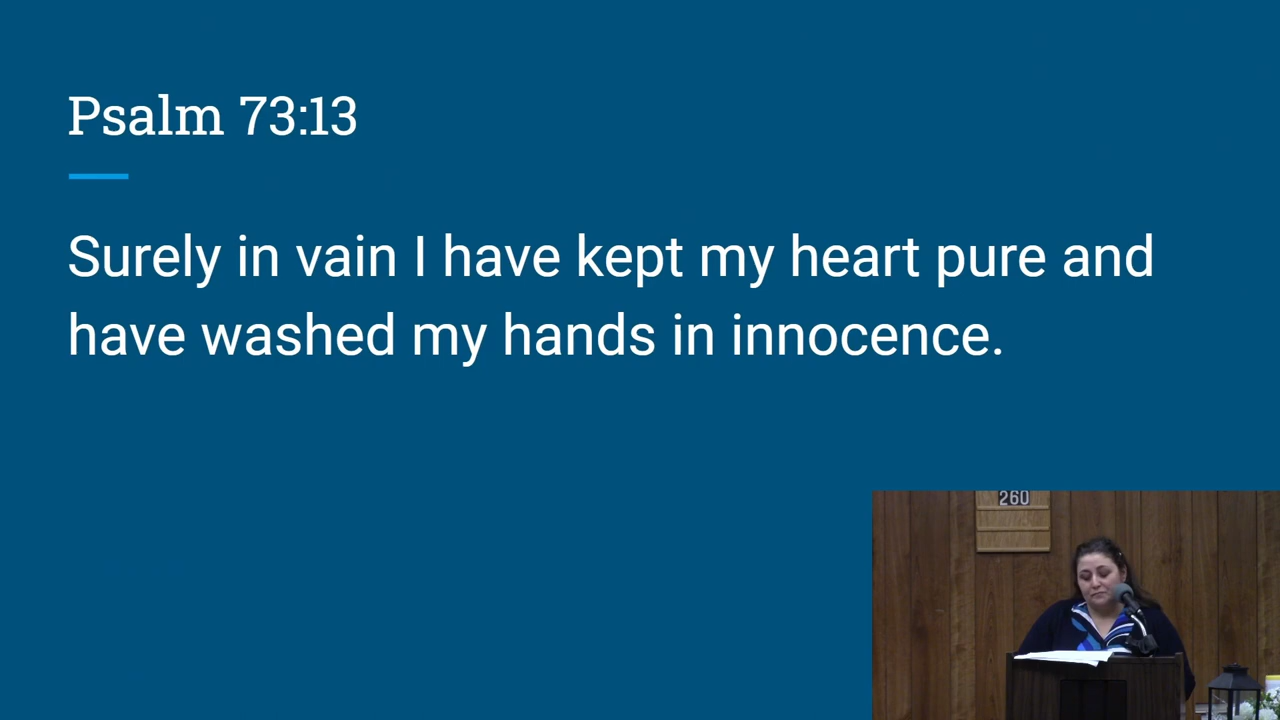 Psalm 73:13
Surely in vain I have kept my heart pure and
have washed my hands in innocence.
260